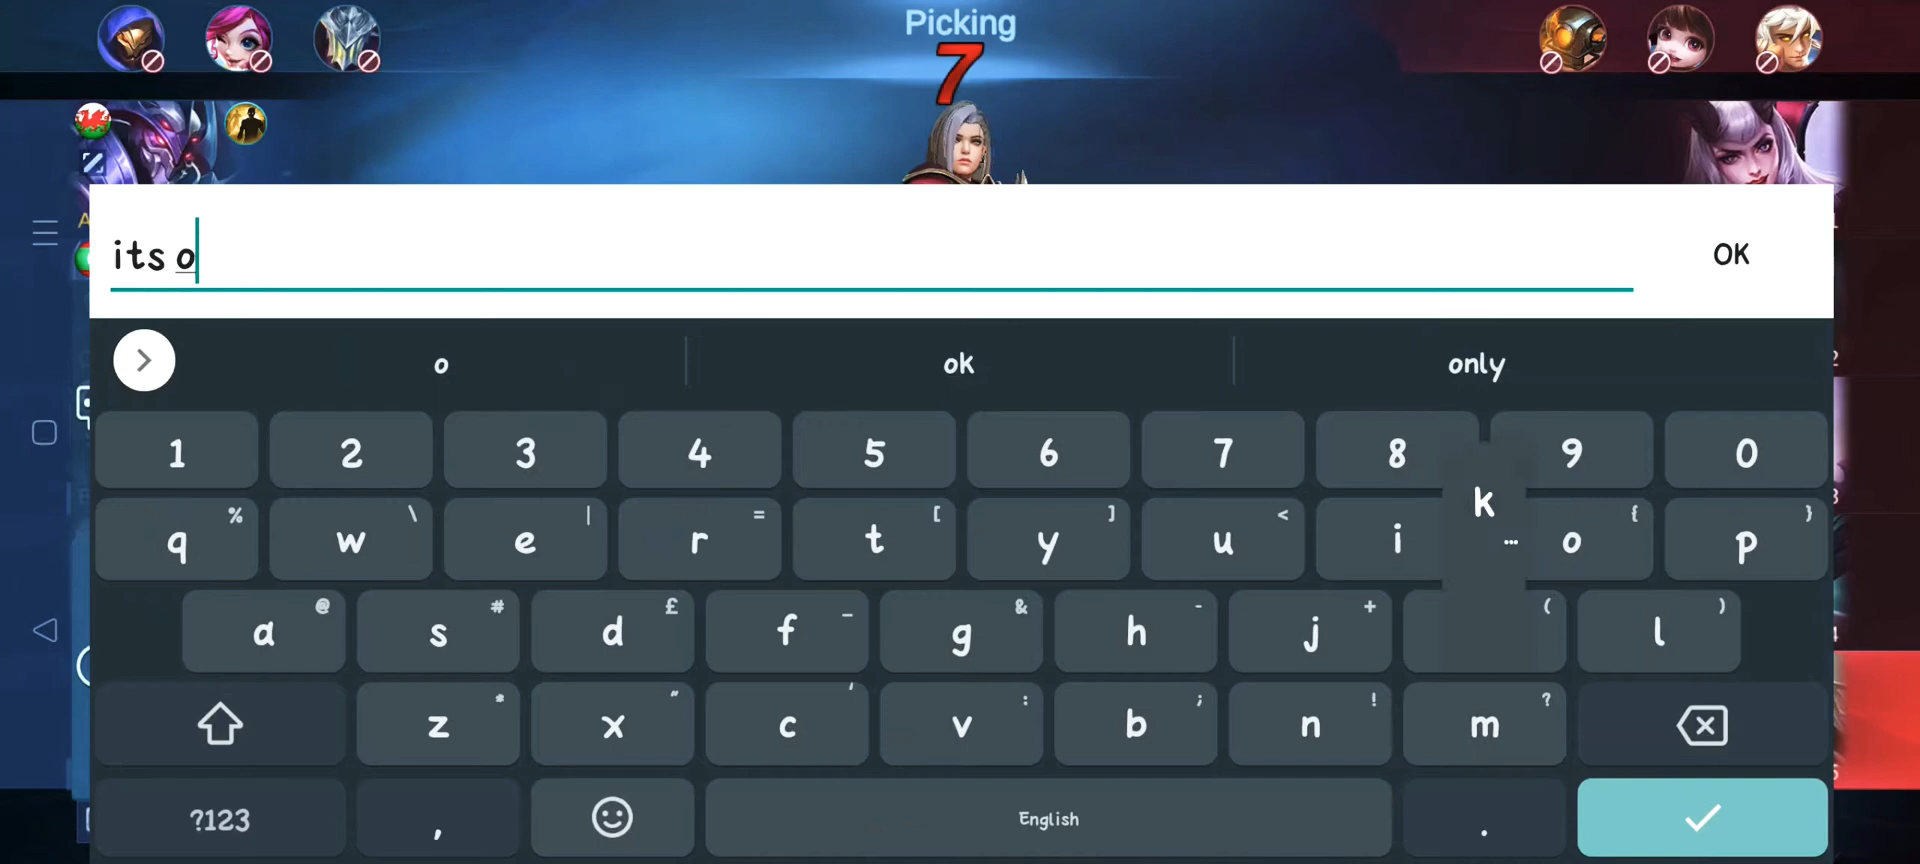 Picking
7
its o
OK
o ok only
1 2 3 4 5 6 7 8 9 0
k
% \ | = [ ] < { }
q w e r t y u i ... o p
@ # £ _ & - + ( )
a s d f g h j l
* " ' : ; ! ?
z x c v b n m
?123 , English .